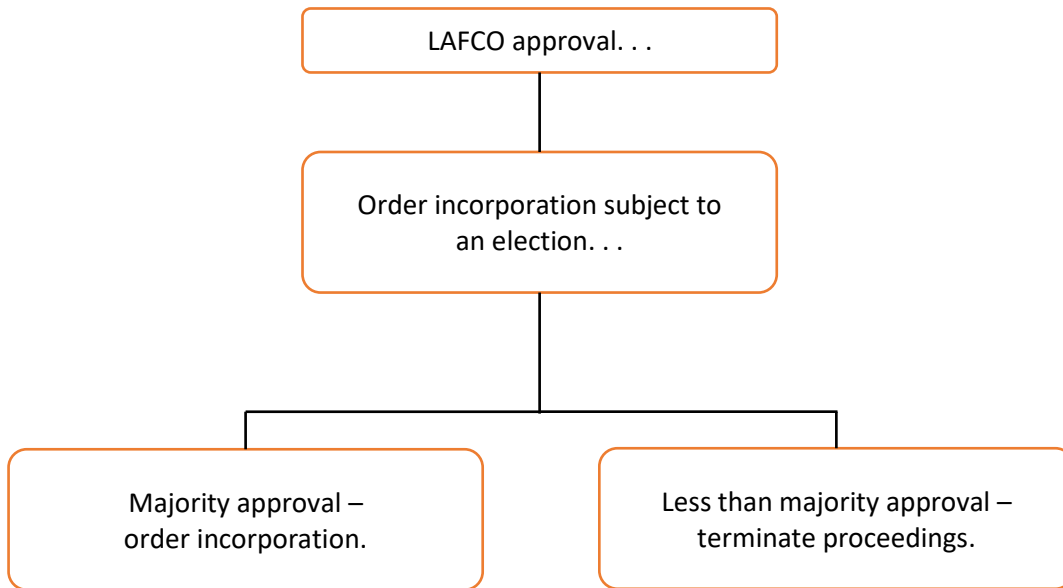 LAFCO approval. . .
Order incorporation subject to
an election. . .
Majority approval –
order incorporation.
Less than majority approval –
terminate proceedings.